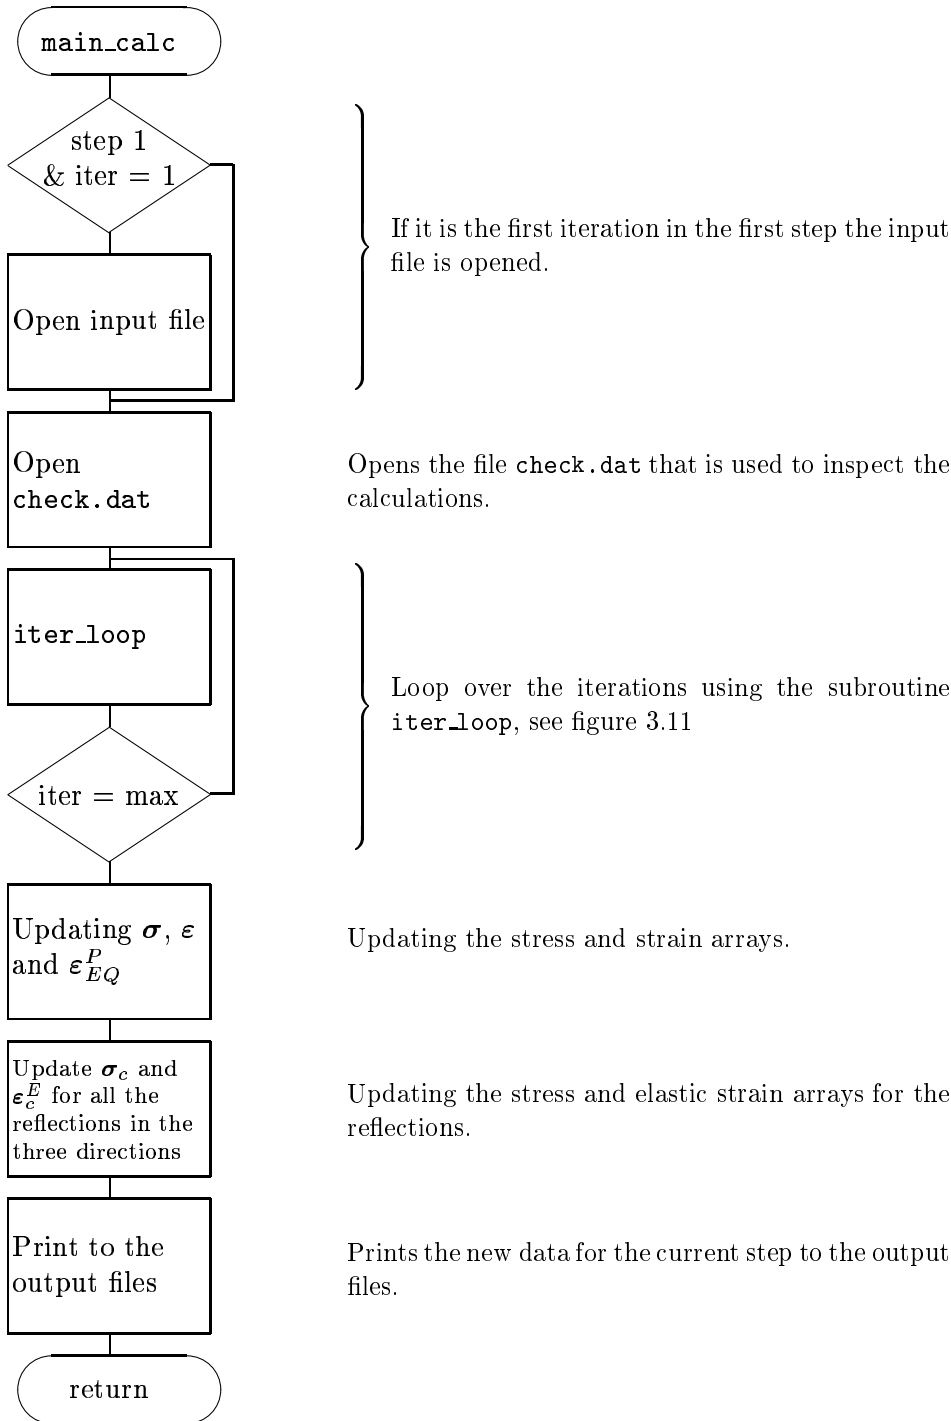 main_calc
step 1
& iter = 1
If it is the first iteration in the first step the input
file is opened.
Open input file
Open
check.dat
Opens the file check.dat that is used to inspect the
calculations.
iter_loop
Loop over the iterations using the subroutine
iter_loop, see figure 3.11
iter = max
Updating σ, ε
and ε^P_EQ
Updating the stress and strain arrays.
Update σ_c and
ε^E_c for all the
reflections in the
three directions
Updating the stress and elastic strain arrays for the
reflections.
Print to the
output files
Prints the new data for the current step to the output
files.
return